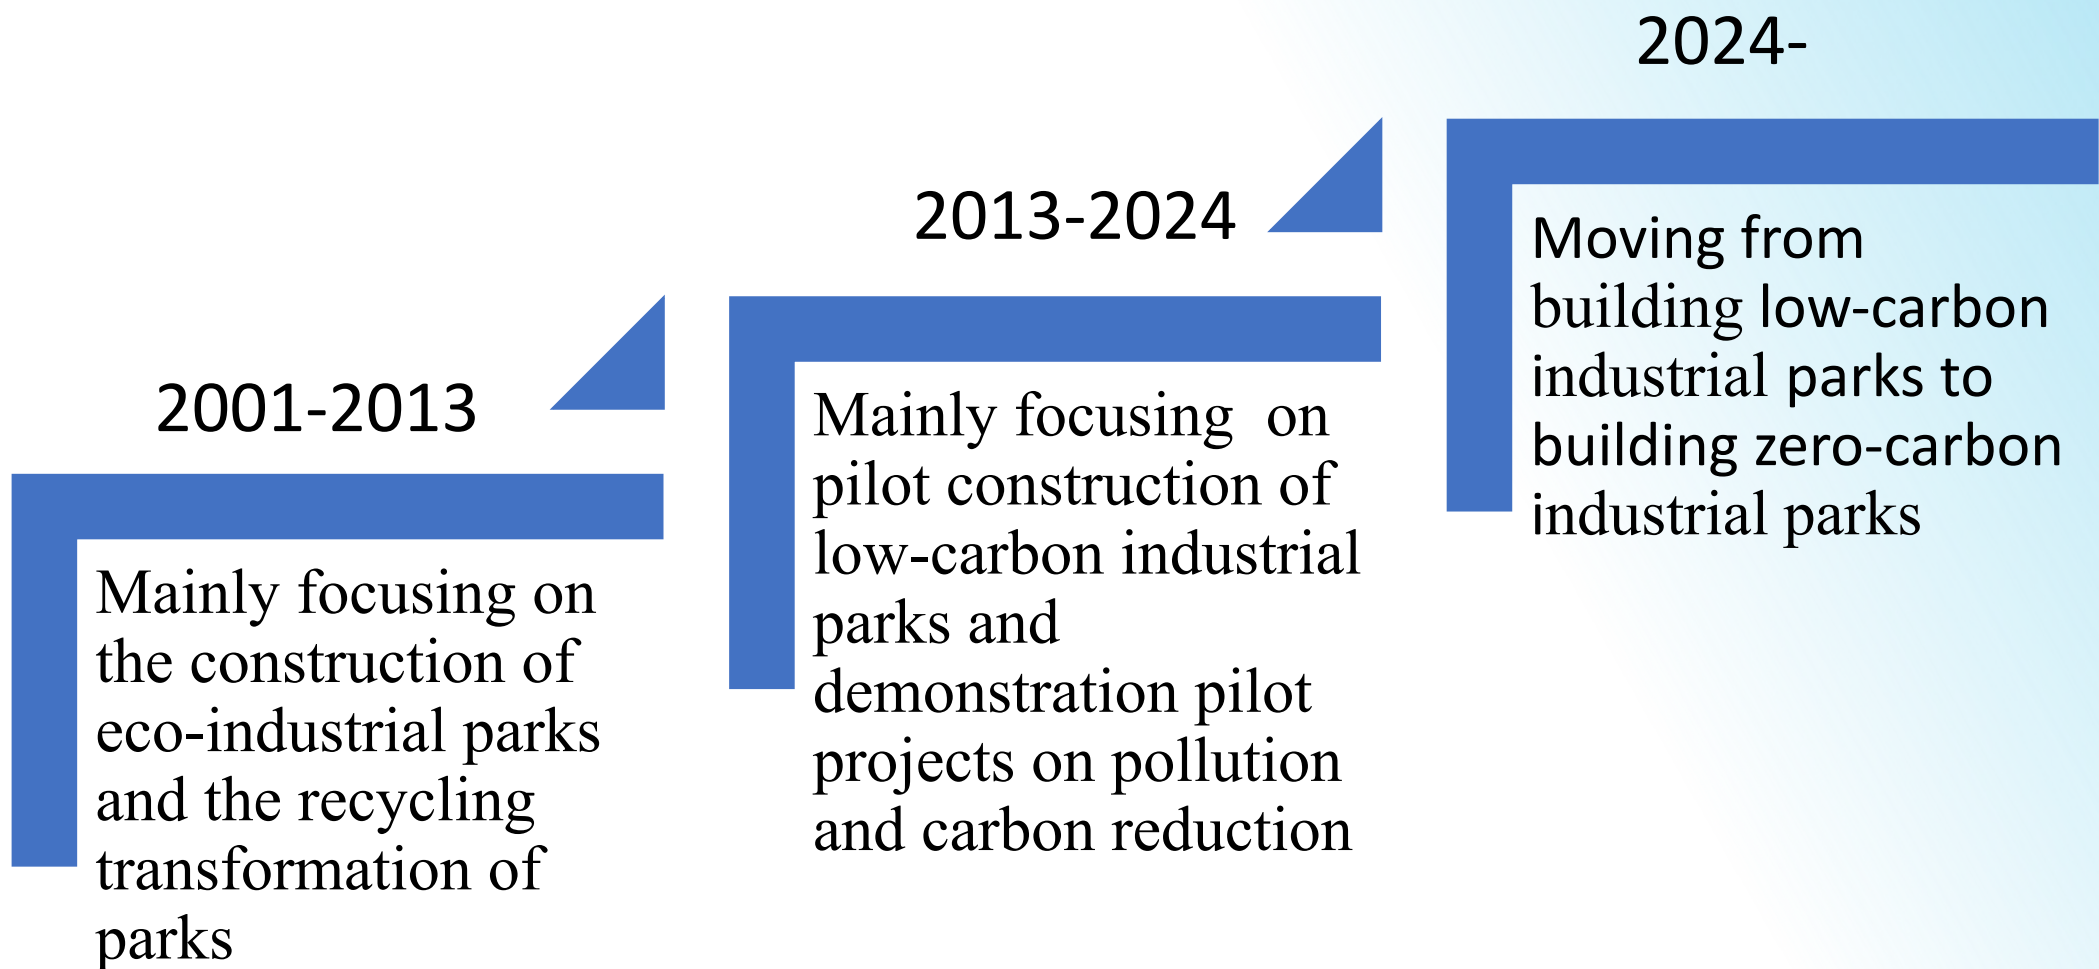 2001-2013
Mainly focusing on
the construction of
eco-industrial parks
and the recycling
transformation of
parks
2013-2024
Mainly focusing  on
pilot construction of
low-carbon industrial
parks and
demonstration pilot
projects on pollution
and carbon reduction
2024-
Moving from
building low-carbon
industrial parks to
building zero-carbon
industrial parks